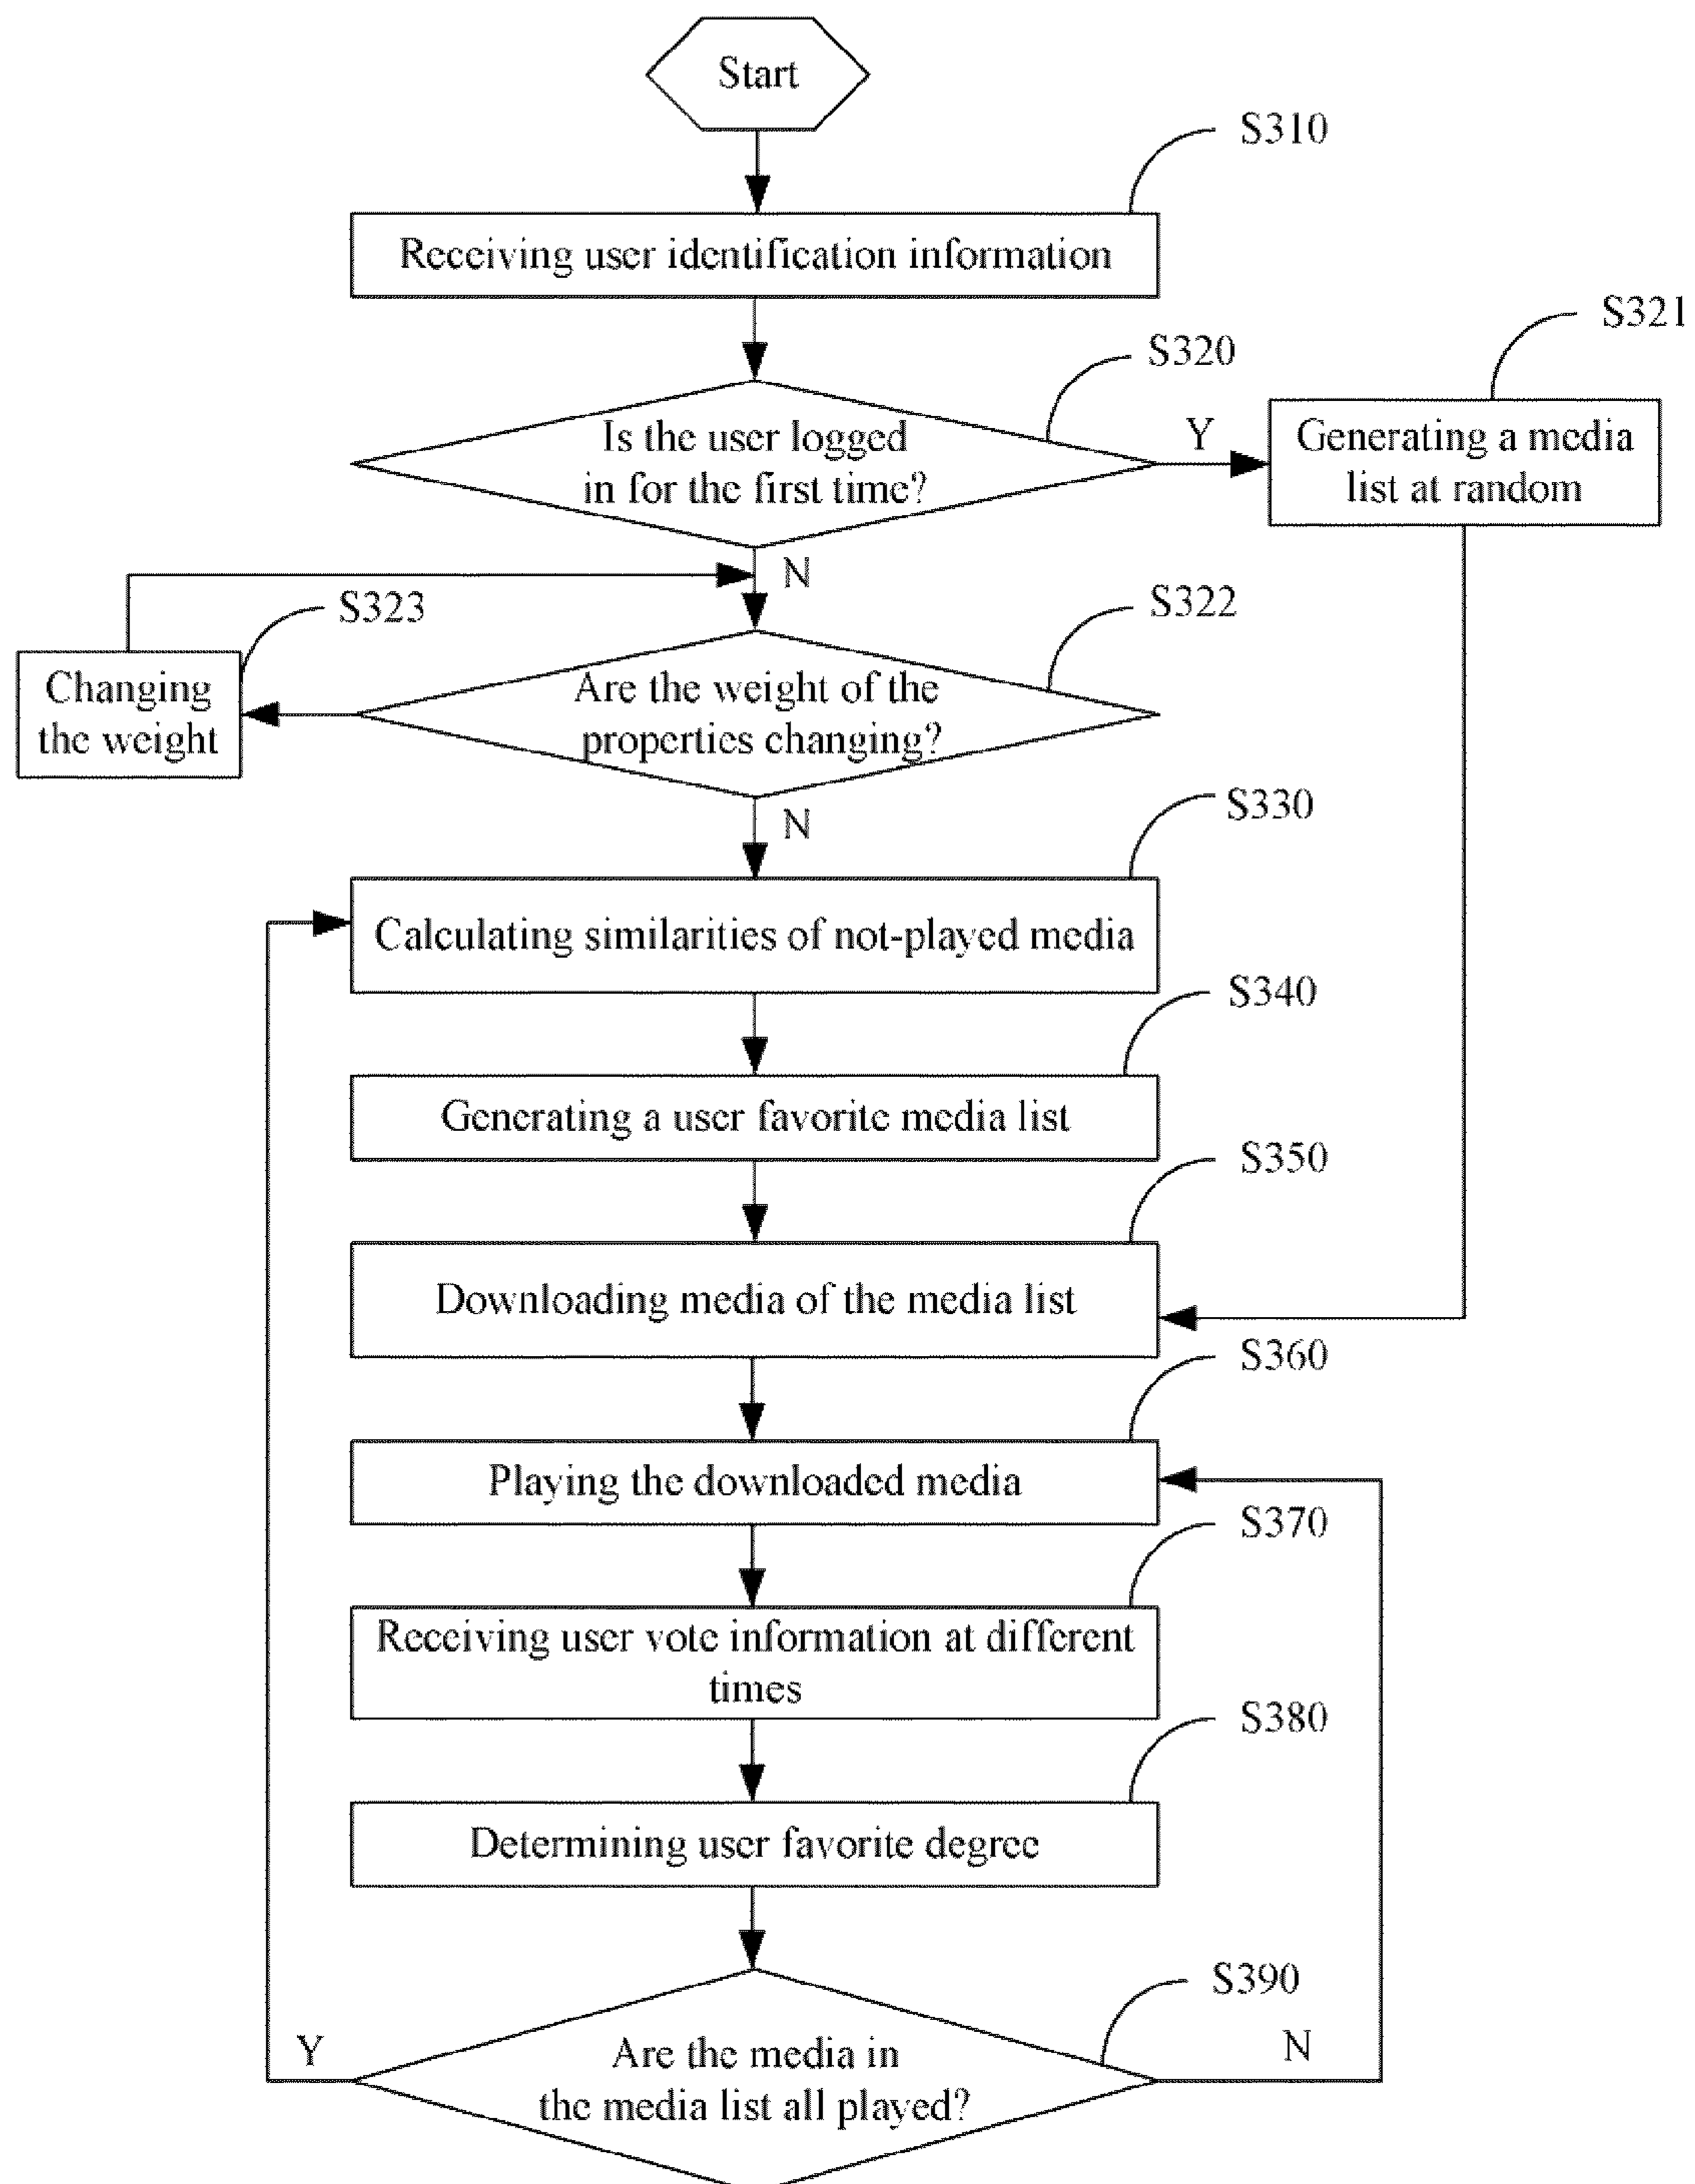 Start
S310
Receiving user identification information
S321
S320
Is the user logged
in for the first time?
Y
Generating a media
list at random
N
S323
S322
Changing
the weight
Are the weight of the
properties changing?
N
S330
Calculating similarities of not-played media
S340
Generating a user favorite media list
S350
Downloading media of the media list
S360
Playing the downloaded media
S370
Receiving user vote information at different
times
S380
Determining user favorite degree
S390
Y
Are the media in
the media list all played?
N